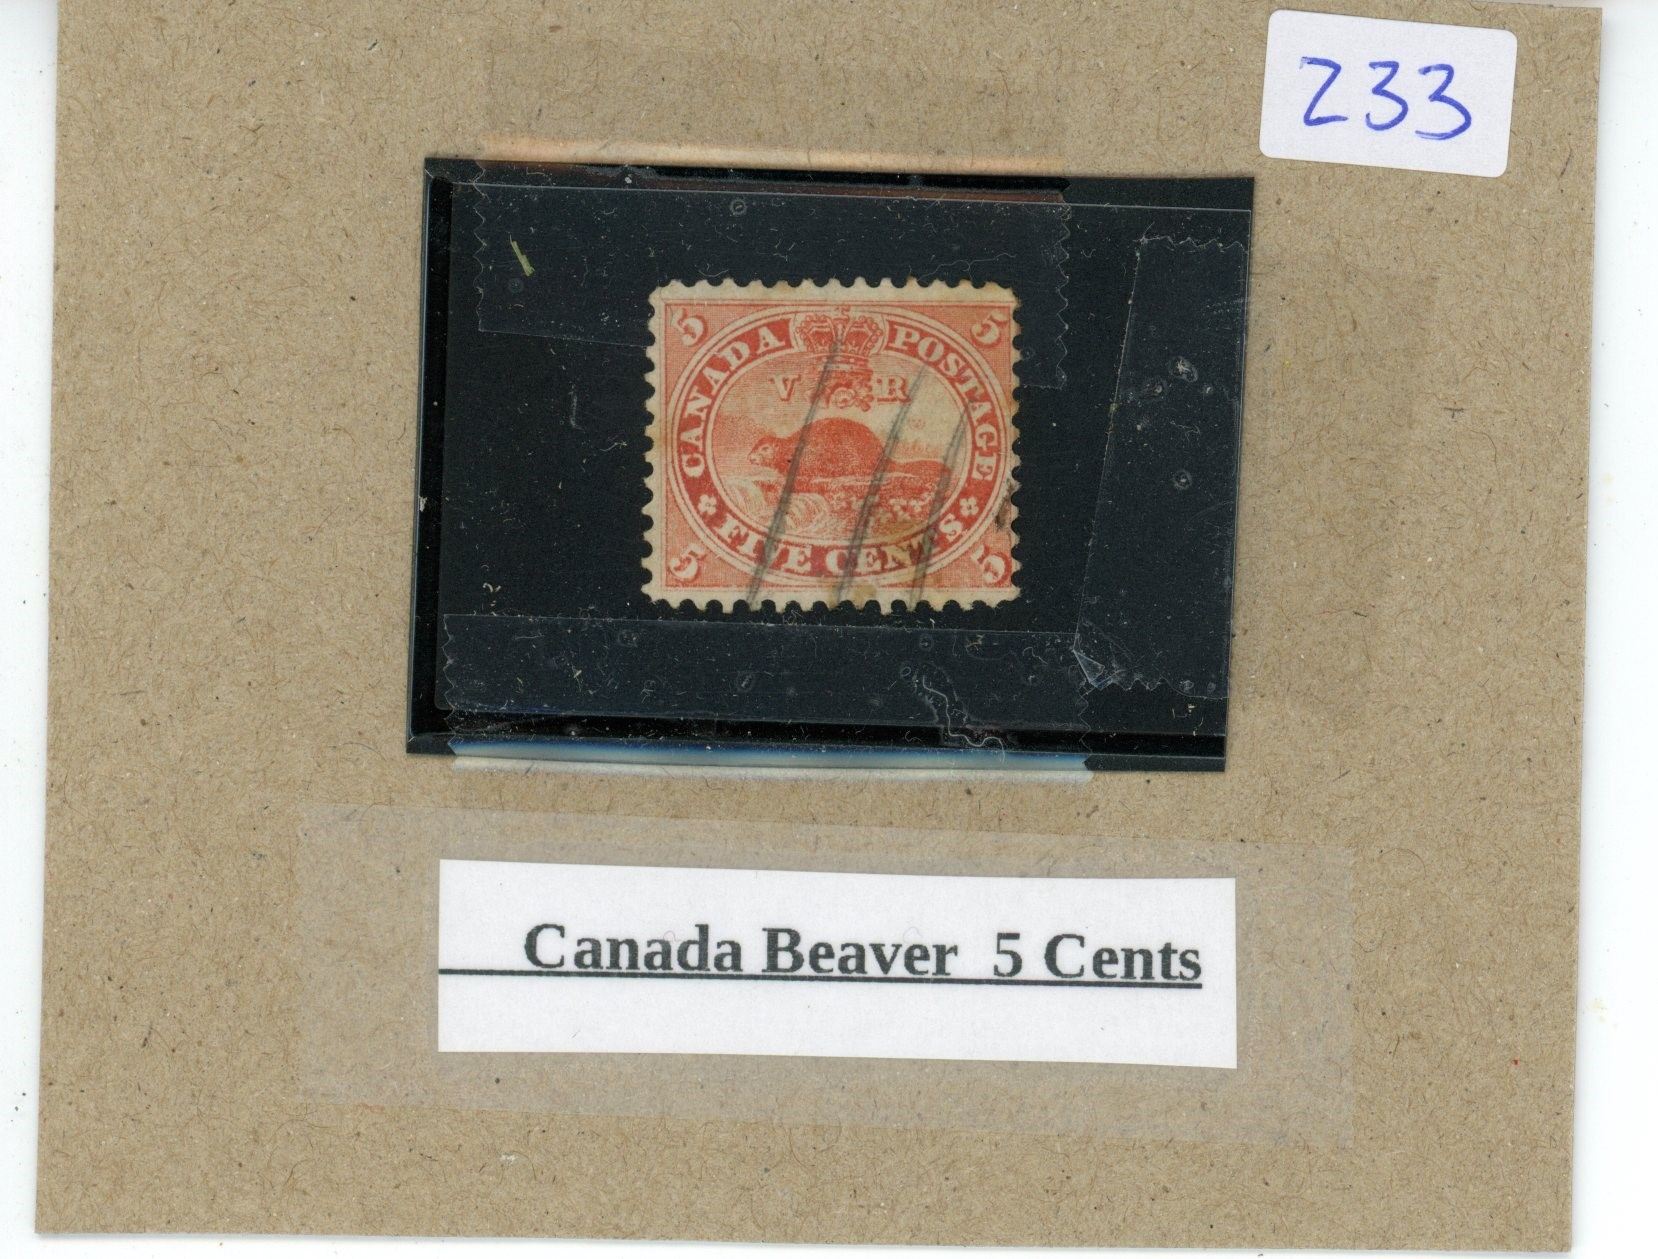 233
5 5
CANADA POSTAGE
V R
FIVE CENTS
5 5
Canada Beaver 5 Cents